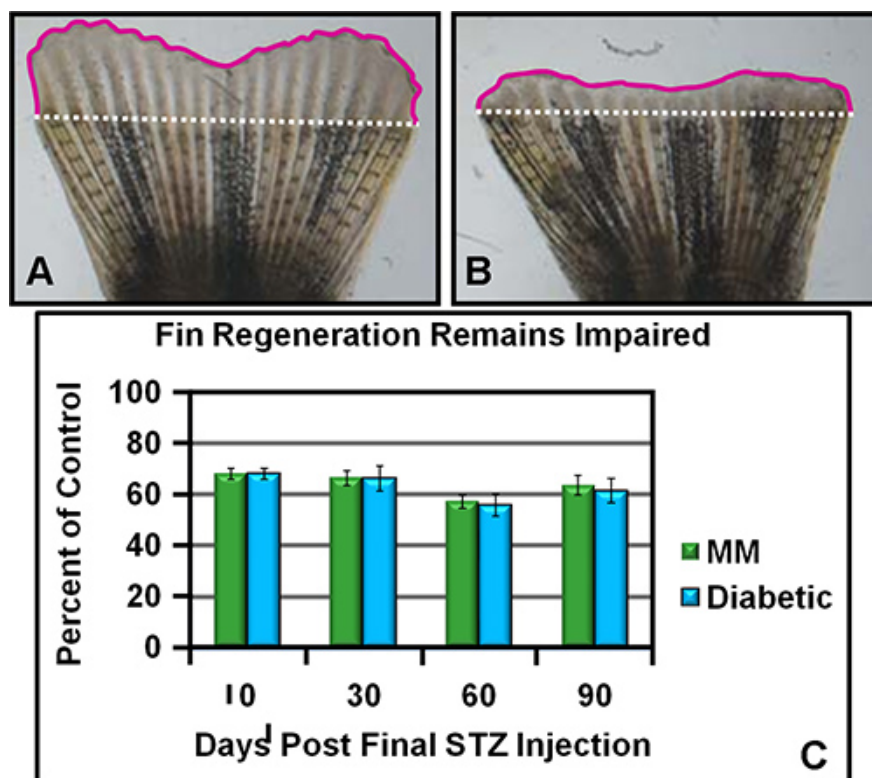 A
B
Fin Regeneration Remains Impaired
Percent of Control
100
80
60
40
20
0
10 30 60 90
Days Post Final STZ Injection
MM
Diabetic
C